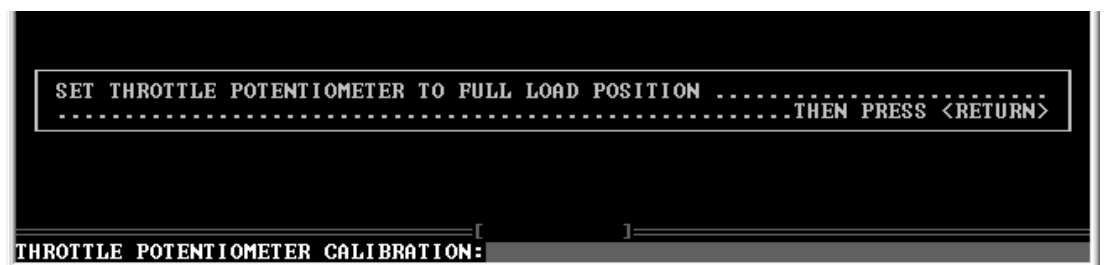 SET THROTTLE POTENTIOMETER TO FULL LOAD POSITION .........................
.......................................................THEN PRESS <RETURN>
[ ]
THROTTLE POTENTIOMETER CALIBRATION: